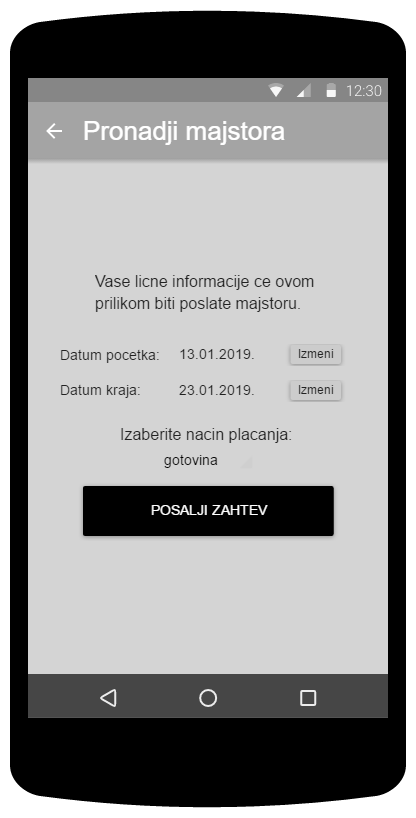 12:30
Pronadji majstora
Vase licne informacije ce ovom
prilikom biti poslate majstoru.
Datum pocetka: 13.01.2019. Izmeni
Datum kraja: 23.01.2019. Izmeni
Izaberite nacin placanja:
gotovina
POSALJI ZAHTEV